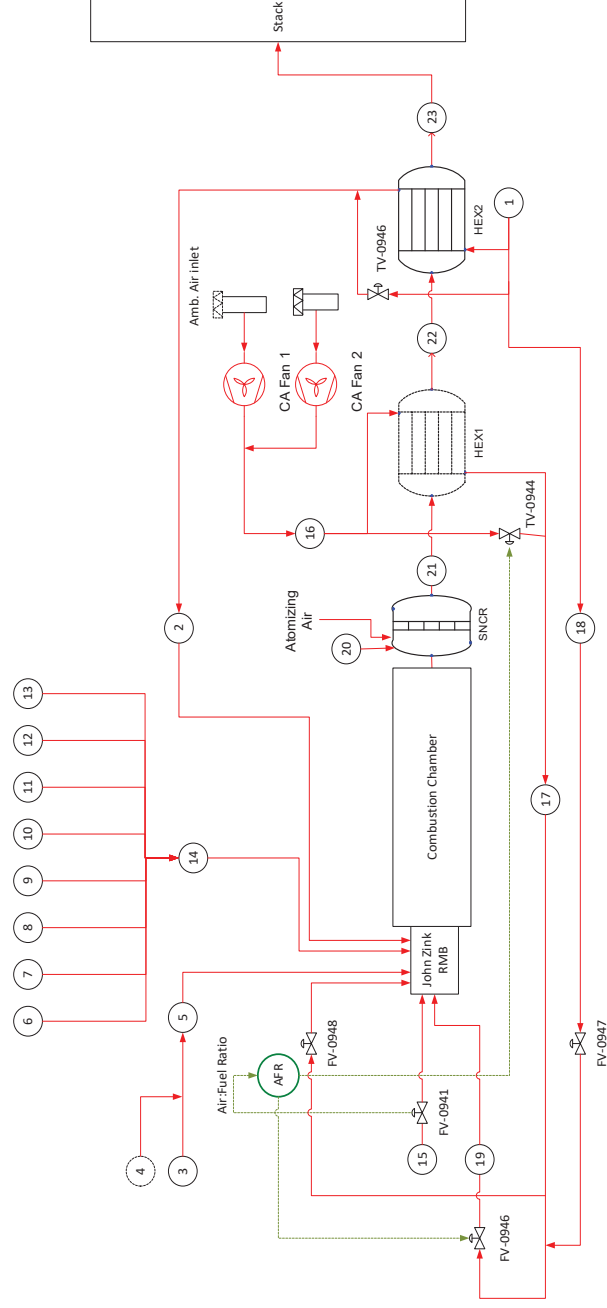 Stack
23
HEX2
1
TV-0946
Amb. Air inlet
CA Fan 1
CA Fan 2
22
HEX1
16
TV-0944
21
Atomizing
Air
20
SNCR
2
18
17
Combustion Chamber
John Zink
RMB
13
12
11
10
9
8
7
6
14
5
4
3
Air:Fuel Ratio
AFR
FV-0948
FV-0941
15
19
FV-0946
FV-0947